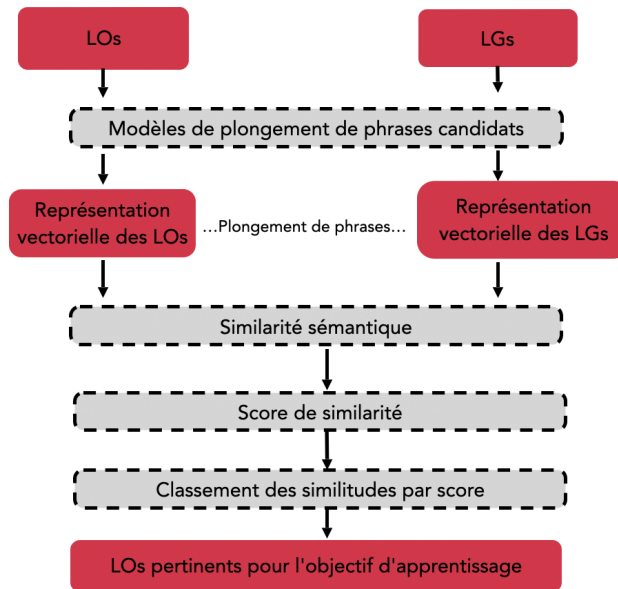 LOs
LGs
Modèles de plongement de phrases candidats
Représentation
vectorielle des LOs
...Plongement de phrases...
Représentation
vectorielle des LGs
Similarité sémantique
Score de similarité
Classement des similitudes par score
LOs pertinents pour l'objectif d'apprentissage